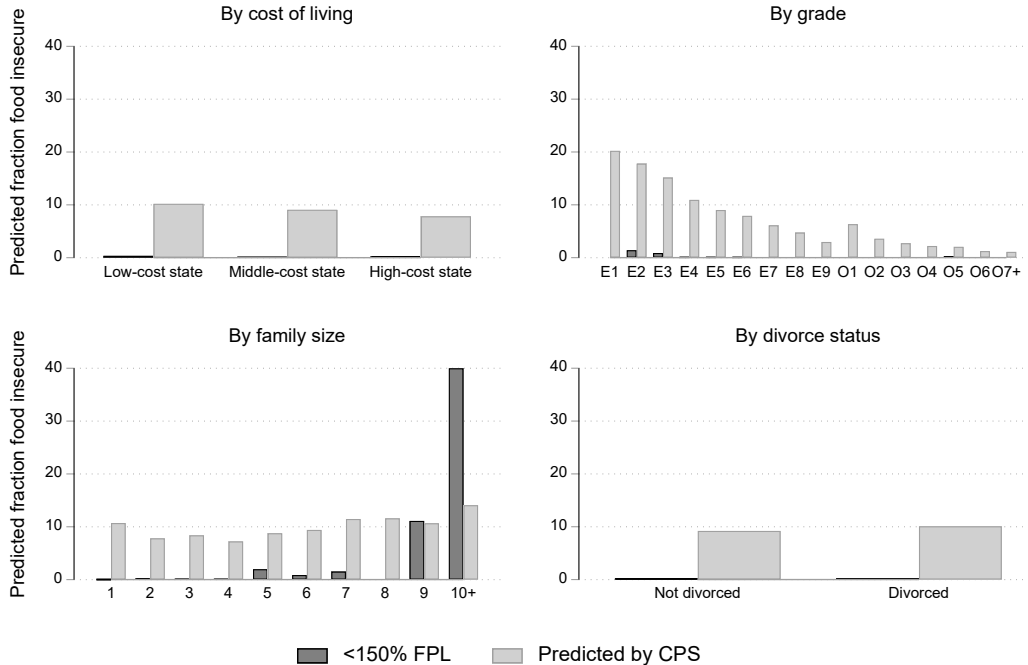 By cost of living
Predicted fraction food insecure
40
30
20
10
0
Low-cost state Middle-cost state High-cost state
By grade
40
30
20
10
0
E1 E2 E3 E4 E5 E6 E7 E8 E9 O1 O2 O3 O4 O5 O6 O7+
By family size
Predicted fraction food insecure
40
30
20
10
0
1 2 3 4 5 6 7 8 9 10+
By divorce status
40
30
20
10
0
Not divorced Divorced
<150% FPL Predicted by CPS